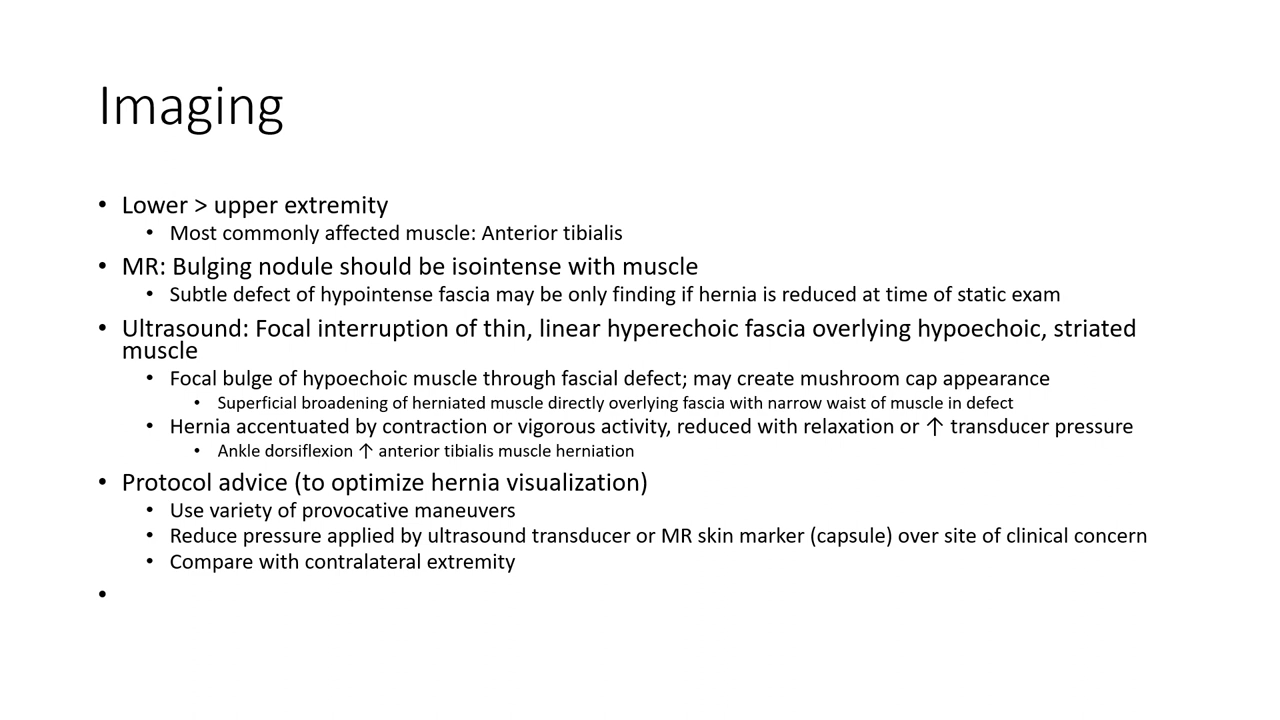 Imaging
• Lower > upper extremity
• Most commonly affected muscle: Anterior tibialis
• MR: Bulging nodule should be isointense with muscle
• Subtle defect of hypointense fascia may be only finding if hernia is reduced at time of static exam
• Ultrasound: Focal interruption of thin, linear hyperechoic fascia overlying hypoechoic, striated
muscle
• Focal bulge of hypoechoic muscle through fascial defect; may create mushroom cap appearance
• Superficial broadening of herniated muscle directly overlying fascia with narrow waist of muscle in defect
• Hernia accentuated by contraction or vigorous activity, reduced with relaxation or ↑ transducer pressure
• Ankle dorsiflexion ↑ anterior tibialis muscle herniation
• Protocol advice (to optimize hernia visualization)
• Use variety of provocative maneuvers
• Reduce pressure applied by ultrasound transducer or MR skin marker (capsule) over site of clinical concern
• Compare with contralateral extremity
•